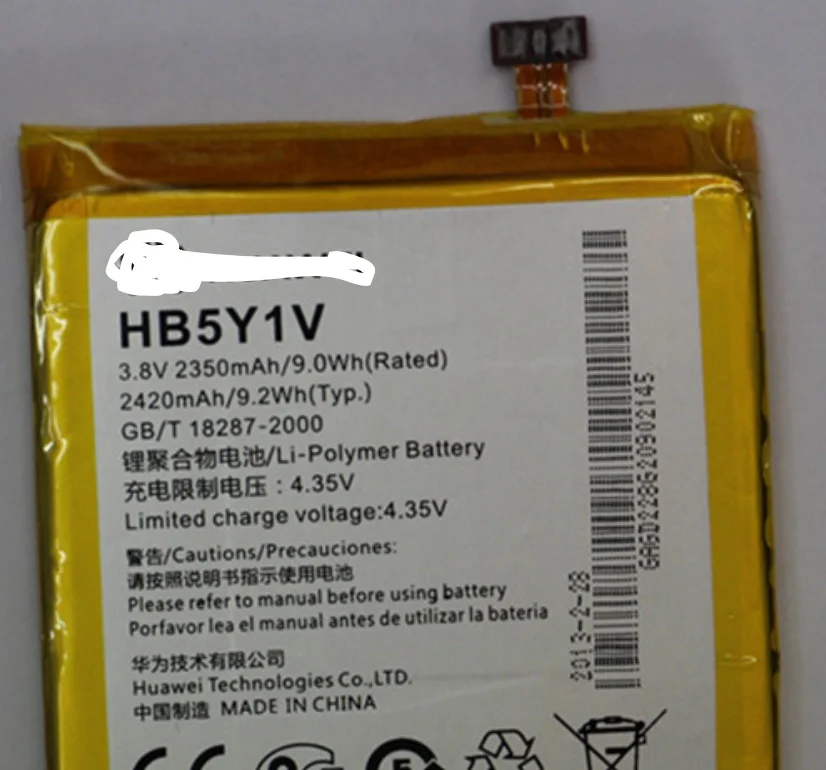 HB5Y1V
3.8V 2350mAh/9.0Wh(Rated)
2420mAh/9.2Wh(Typ.)
GB/T 18287-2000
锂聚合物电池/Li-Polymer Battery
充电限制电压：4.35V
Limited charge voltage:4.35V
警告/Cautions/Precauciones:
请按照说明书指示使用电池
Please refer to manual before using battery
Porfavor lea el manual antes de utilizar la bateria
华为技术有限公司
Huawei Technologies Co.,LTD.
中国制造 MADE IN CHINA
2013-2-28
GAGD228G20902145